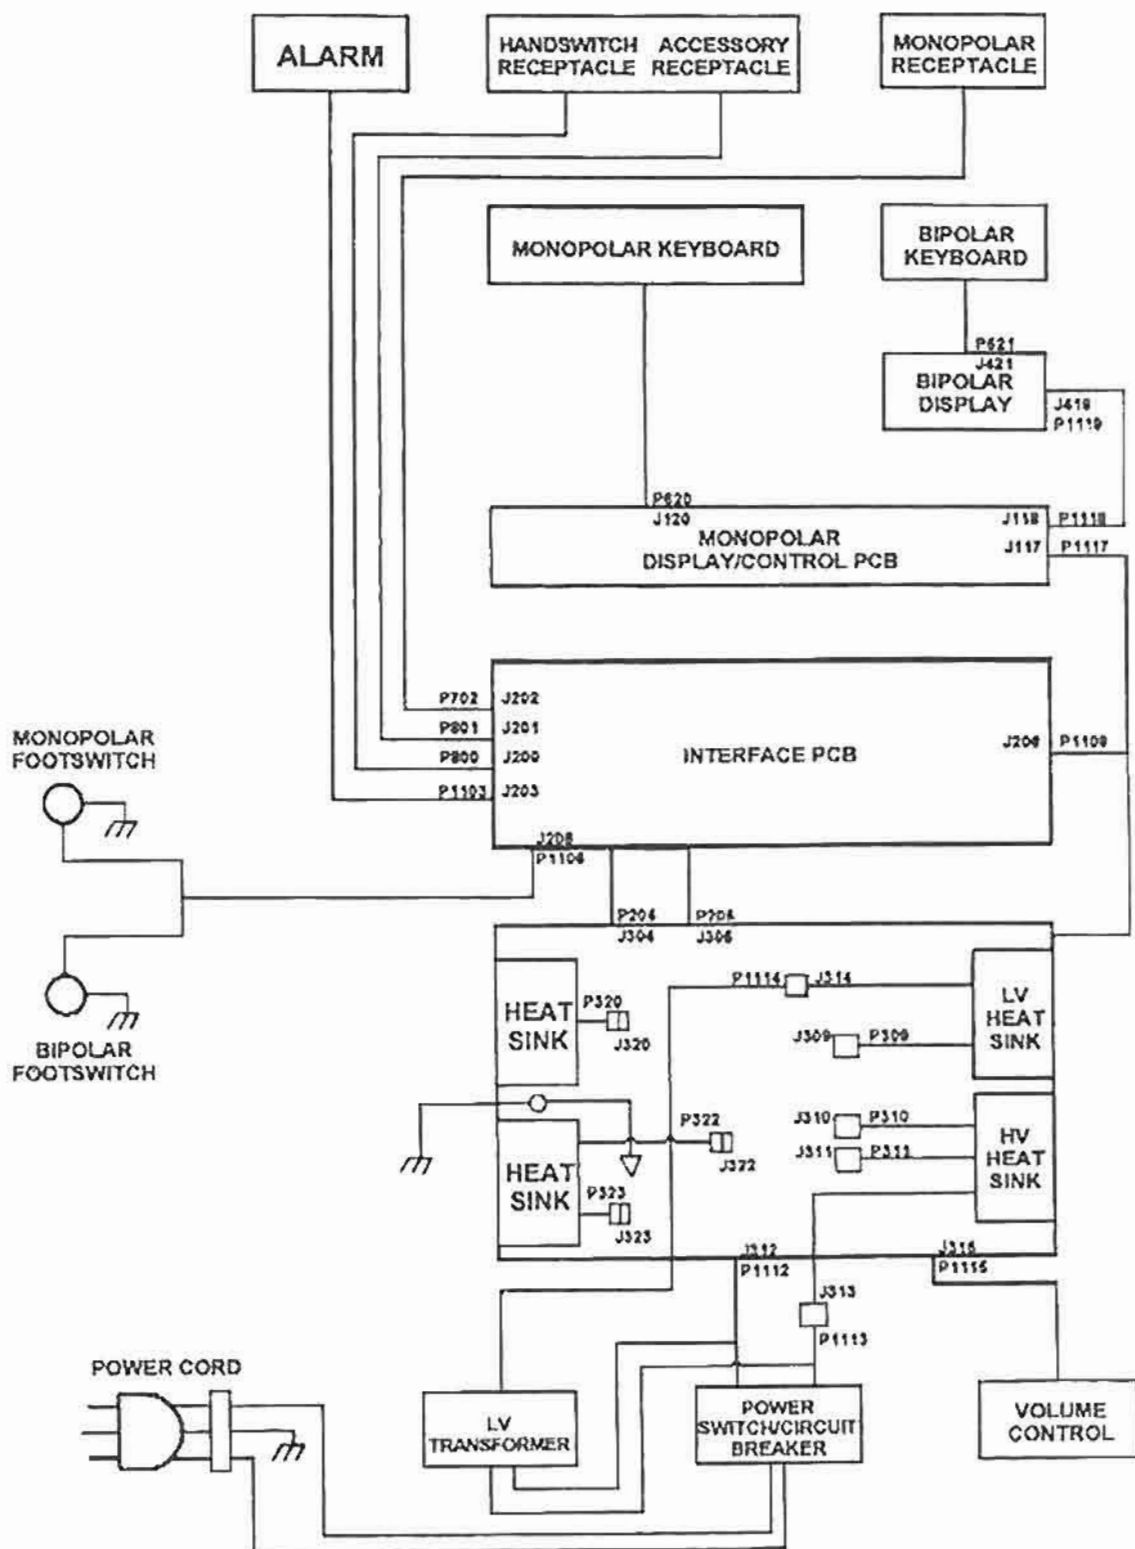 ALARM
HANDSWITCH ACCESSORY
RECEPTACLE RECEPTACLE
MONOPOLAR
RECEPTACLE
MONOPOLAR KEYBOARD
BIPOLAR
KEYBOARD
P621
J421
BIPOLAR
DISPLAY
J419
P1119
P620
J120
MONOPOLAR
DISPLAY/CONTROL PCB
J118 P1118
J117 P1117
P702 J202
P801 J201
P800 J200
P1103 J203
INTERFACE PCB
J206 P1109
MONOPOLAR
FOOTSWITCH
J208
P1106
BIPOLAR
FOOTSWITCH
P204
J304
P205
J305
HEAT
SINK
P320
J320
P1114 J314
LV
HEAT
SINK
J309 P309
P322
J322
J310 P310
J311 P311
HV
HEAT
SINK
HEAT
SINK
P323
J323
J312
P1112
J315
P1115
J313
P1113
POWER CORD
LV
TRANSFORMER
POWER
SWITCH/CIRCUIT
BREAKER
VOLUME
CONTROL